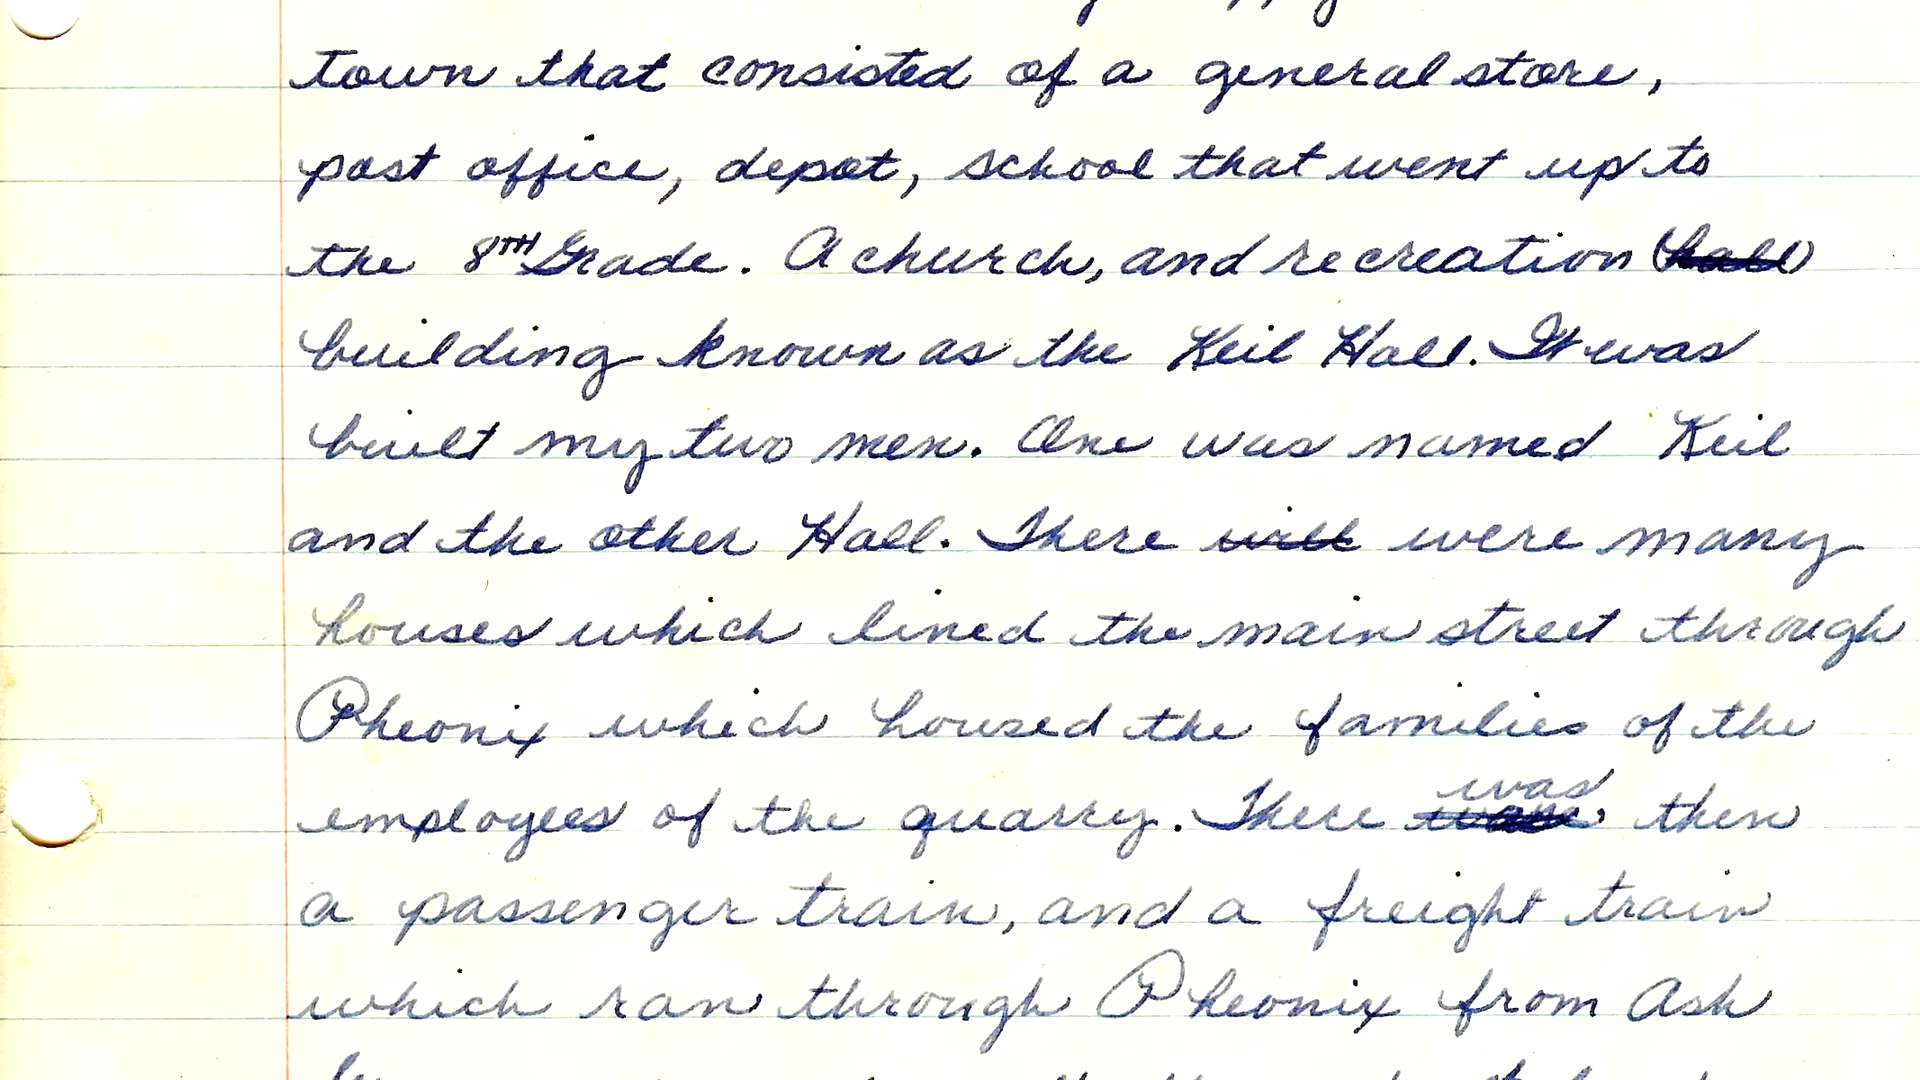 town that consisted of a general store,
post office, depot, school that went up to
the 8TH Grade. A church, and recreation (hall)
building known as the Keil Hall. It was
built my two men. One was named Keil
and the other Hall. There will were many
houses which lined the main street through
Pheonix which housed the families of the
employees of the quarry. There was then
a passenger train, and a freight train
which ran through Pheonix from Ash